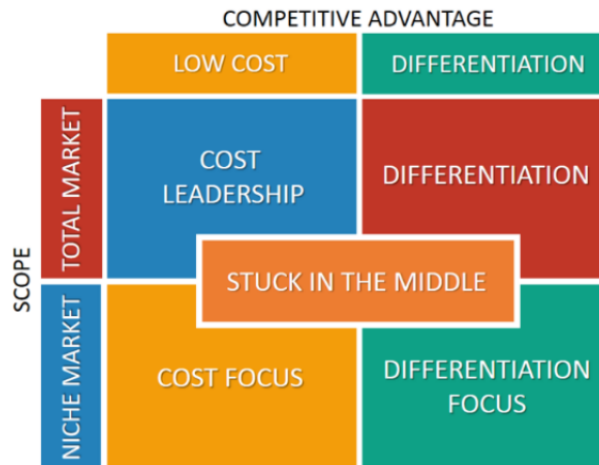 COMPETITIVE ADVANTAGE
LOW COST
DIFFERENTIATION
SCOPE
TOTAL MARKET
COST
LEADERSHIP
DIFFERENTIATION
STUCK IN THE MIDDLE
NICHE MARKET
COST FOCUS
DIFFERENTIATION
FOCUS